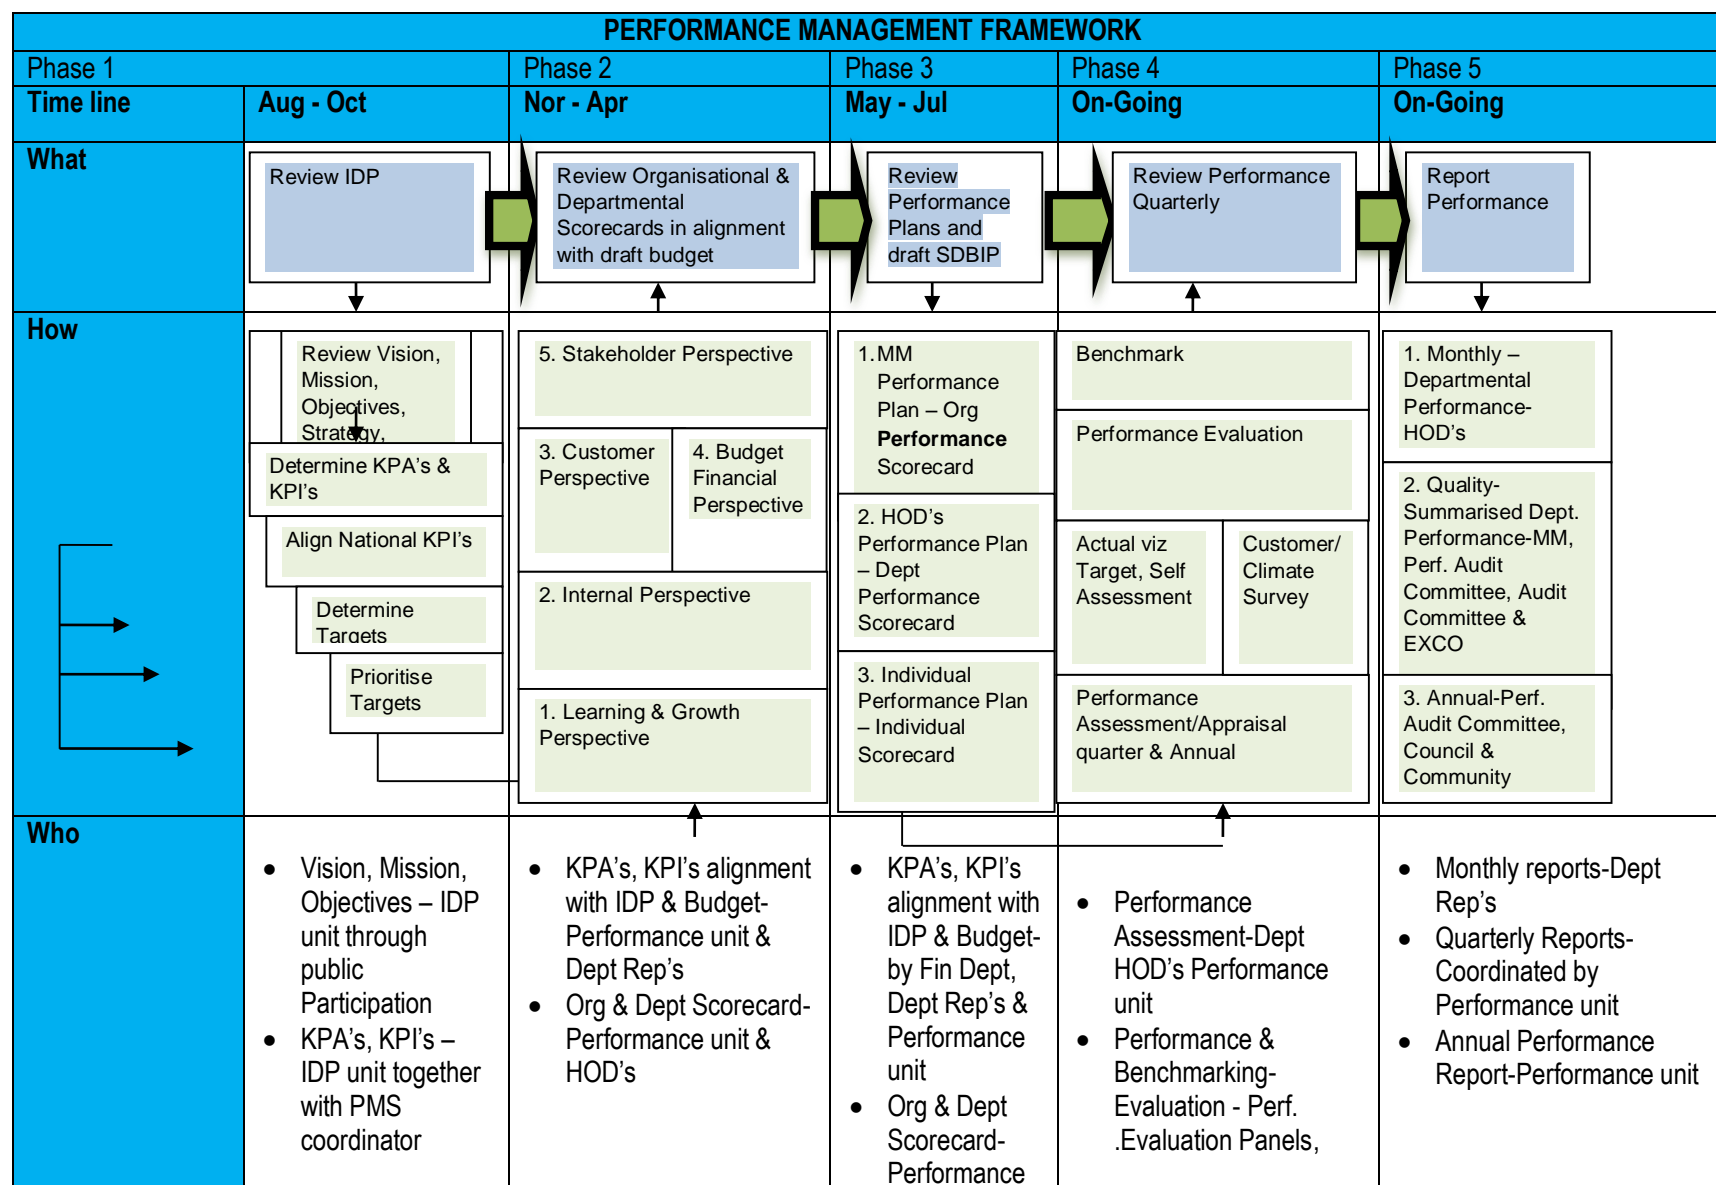 PERFORMANCE MANAGEMENT FRAMEWORK
Phase 1
Phase 2
Phase 3
Phase 4
Phase 5
Time line
Aug - Oct
Nor - Apr
May - Jul
On-Going
On-Going
What
Review IDP
Review Organisational &
Departmental
Scorecards in alignment
with draft budget
Review
Performance
Plans and
draft SDBIP
Review Performance
Quarterly
Report
Performance
How
Review Vision,
Mission,
Objectives,
Strategy,
Determine KPA's &
KPI's
Align National KPI's
Determine
Targets
Prioritise
Targets
5. Stakeholder Perspective
3. Customer
Perspective
4. Budget
Financial
Perspective
2. Internal Perspective
1. Learning & Growth
Perspective
1. MM
Performance
Plan – Org
Performance
Scorecard
2. HOD's
Performance Plan
– Dept
Performance
Scorecard
3. Individual
Performance Plan
– Individual
Scorecard
Benchmark
Performance Evaluation
Actual viz
Target, Self
Assessment
Customer/
Climate
Survey
Performance
Assessment/Appraisal
quarter & Annual
1. Monthly –
Departmental
Performance-
HOD's
2. Quality-
Summarised Dept.
Performance-MM,
Perf. Audit
Committee, Audit
Committee &
EXCO
3. Annual-Perf.
Audit Committee,
Council &
Community
Who
• Vision, Mission,
Objectives – IDP
unit through
public
Participation
• KPA's, KPI's –
IDP unit together
with PMS
coordinator
• KPA's, KPI's alignment
with IDP & Budget-
Performance unit &
Dept Rep's
• Org & Dept Scorecard-
Performance unit &
HOD's
• KPA's, KPI's
alignment with
IDP & Budget-
by Fin Dept,
Dept Rep's &
Performance
unit
• Org & Dept
Scorecard-
Performance
• Performance
Assessment-Dept
HOD's Performance
unit
• Performance &
Benchmarking-
Evaluation - Perf.
.Evaluation Panels,
• Monthly reports-Dept
Rep's
• Quarterly Reports-
Coordinated by
Performance unit
• Annual Performance
Report-Performance unit